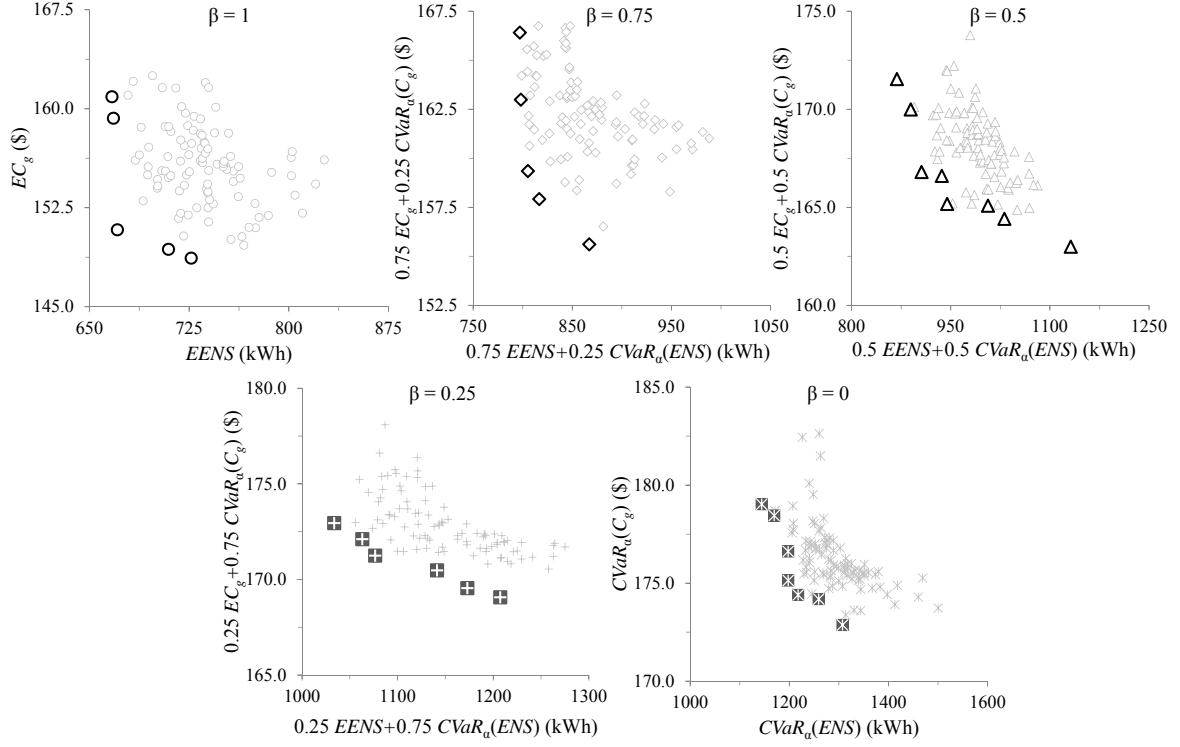 β = 1
167.5
160.0
152.5
145.0
650
725
800
875
EC_g ($)
EENS (kWh)
β = 0.75
167.5
162.5
157.5
152.5
750
850
950
1050
0.75 EC_g+0.25 CVaR_α(C_g) ($)
0.75 EENS+0.25 CVaR_α(ENS) (kWh)
β = 0.5
175.0
170.0
165.0
160.0
800
950
1100
1250
0.5 EC_g+0.5 CVaR_α(C_g) ($)
0.5 EENS+0.5 CVaR_α(ENS) (kWh)
β = 0.25
180.0
175.0
170.0
165.0
1000
1100
1200
1300
0.25 EC_g+0.75 CVaR_α(C_g) ($)
0.25 EENS+0.75 CVaR_α(ENS) (kWh)
β = 0
185.0
180.0
175.0
170.0
1000
1200
1400
1600
CVaR_α(C_g) ($)
CVaR_α(ENS) (kWh)